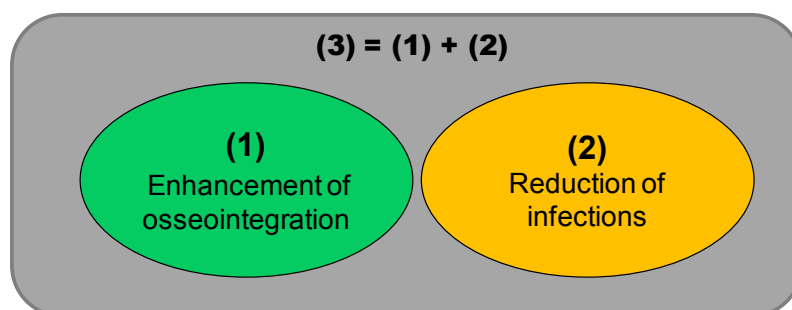 (3) = (1) + (2)
(1)
Enhancement of
osseointegration
(2)
Reduction of
infections